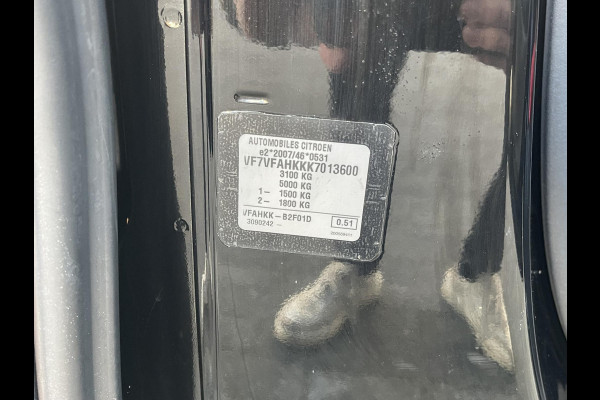 AUTOMOBILES CITROEN
e2*2007/46*0531
VF7VFAHKKK7013600
3100 KG
5000 KG
1– 1500 KG
2– 1800 KG
VFAHKK–B2F01D 0.51
3090242 –